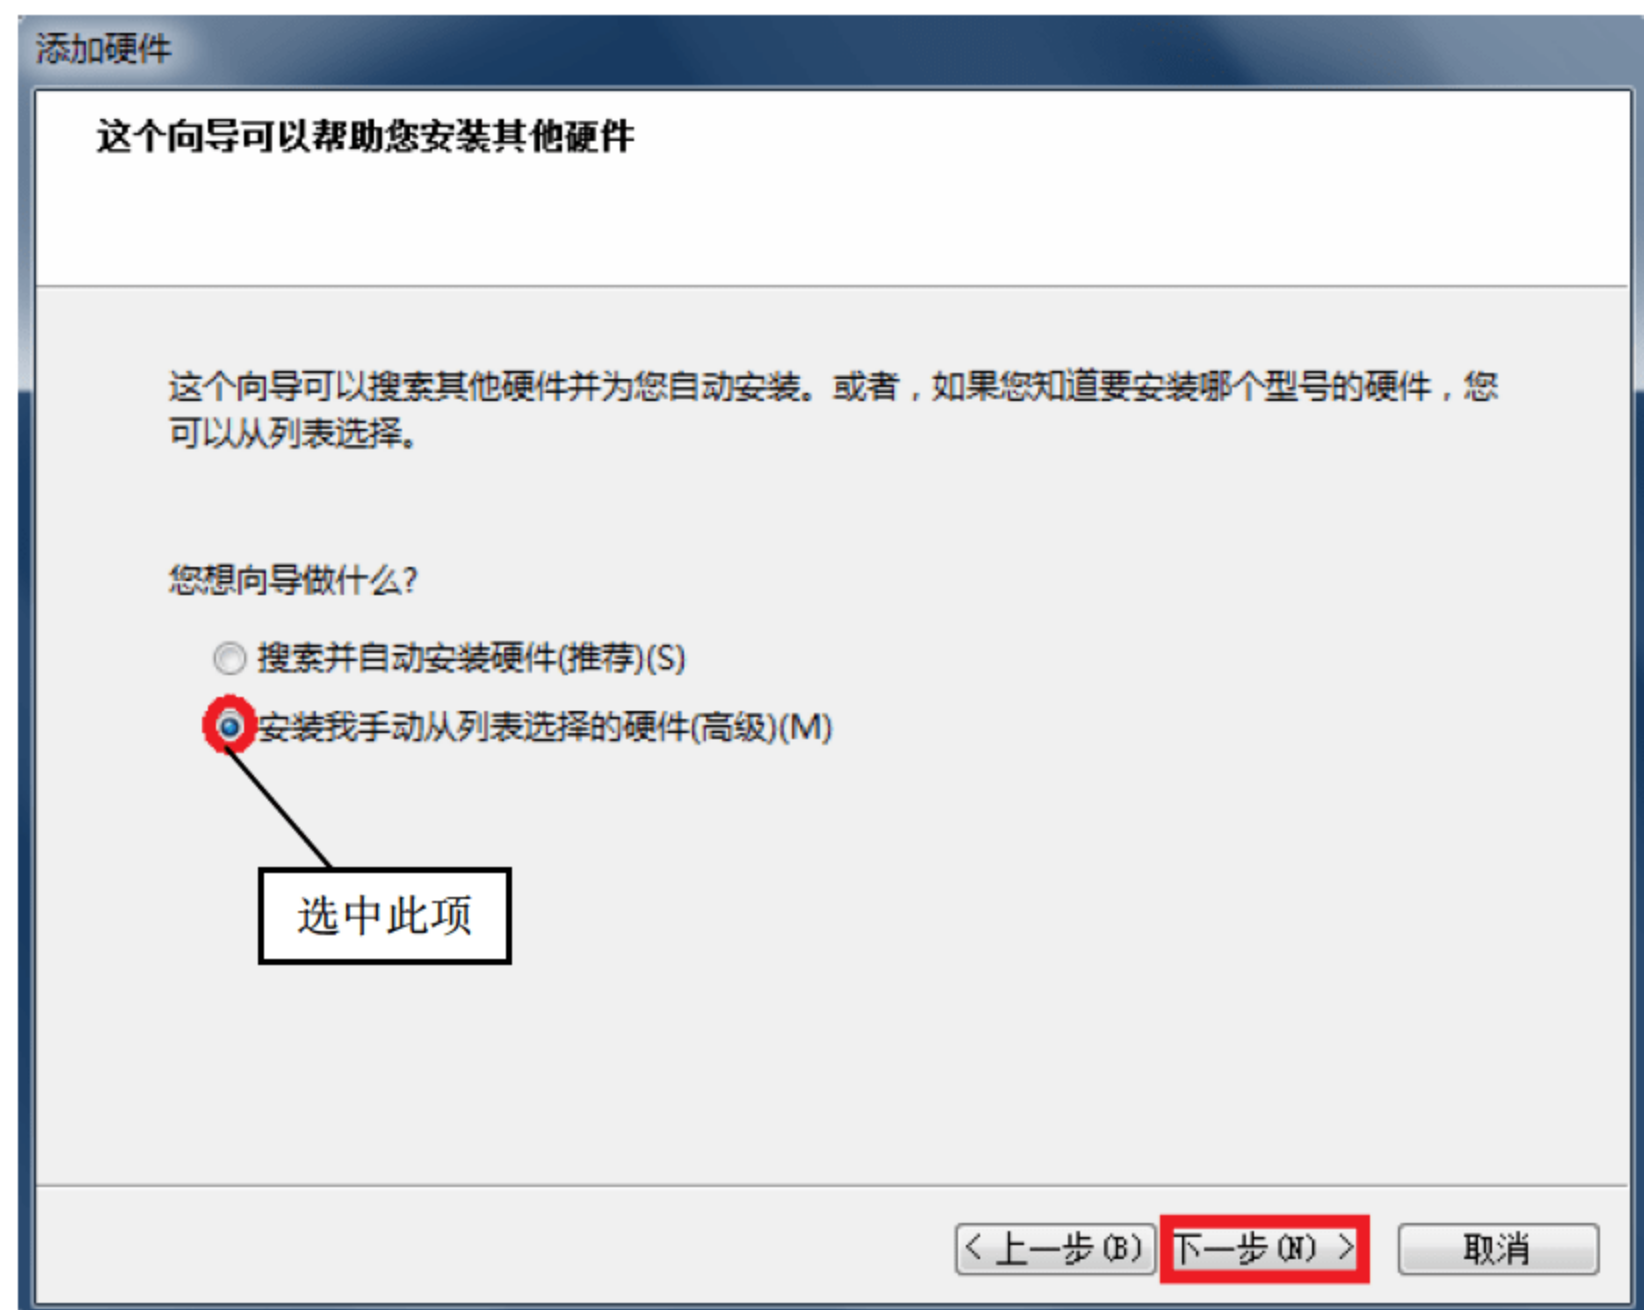 添加硬件
这个向导可以帮助您安装其他硬件
这个向导可以搜索其他硬件并为您自动安装。或者，如果您知道要安装哪个型号的硬件，您
可以从列表选择。
您想向导做什么?
搜索并自动安装硬件(推荐)(S)
安装我手动从列表选择的硬件(高级)(M)
选中此项
< 上一步(B) 下一步(N) > 取消